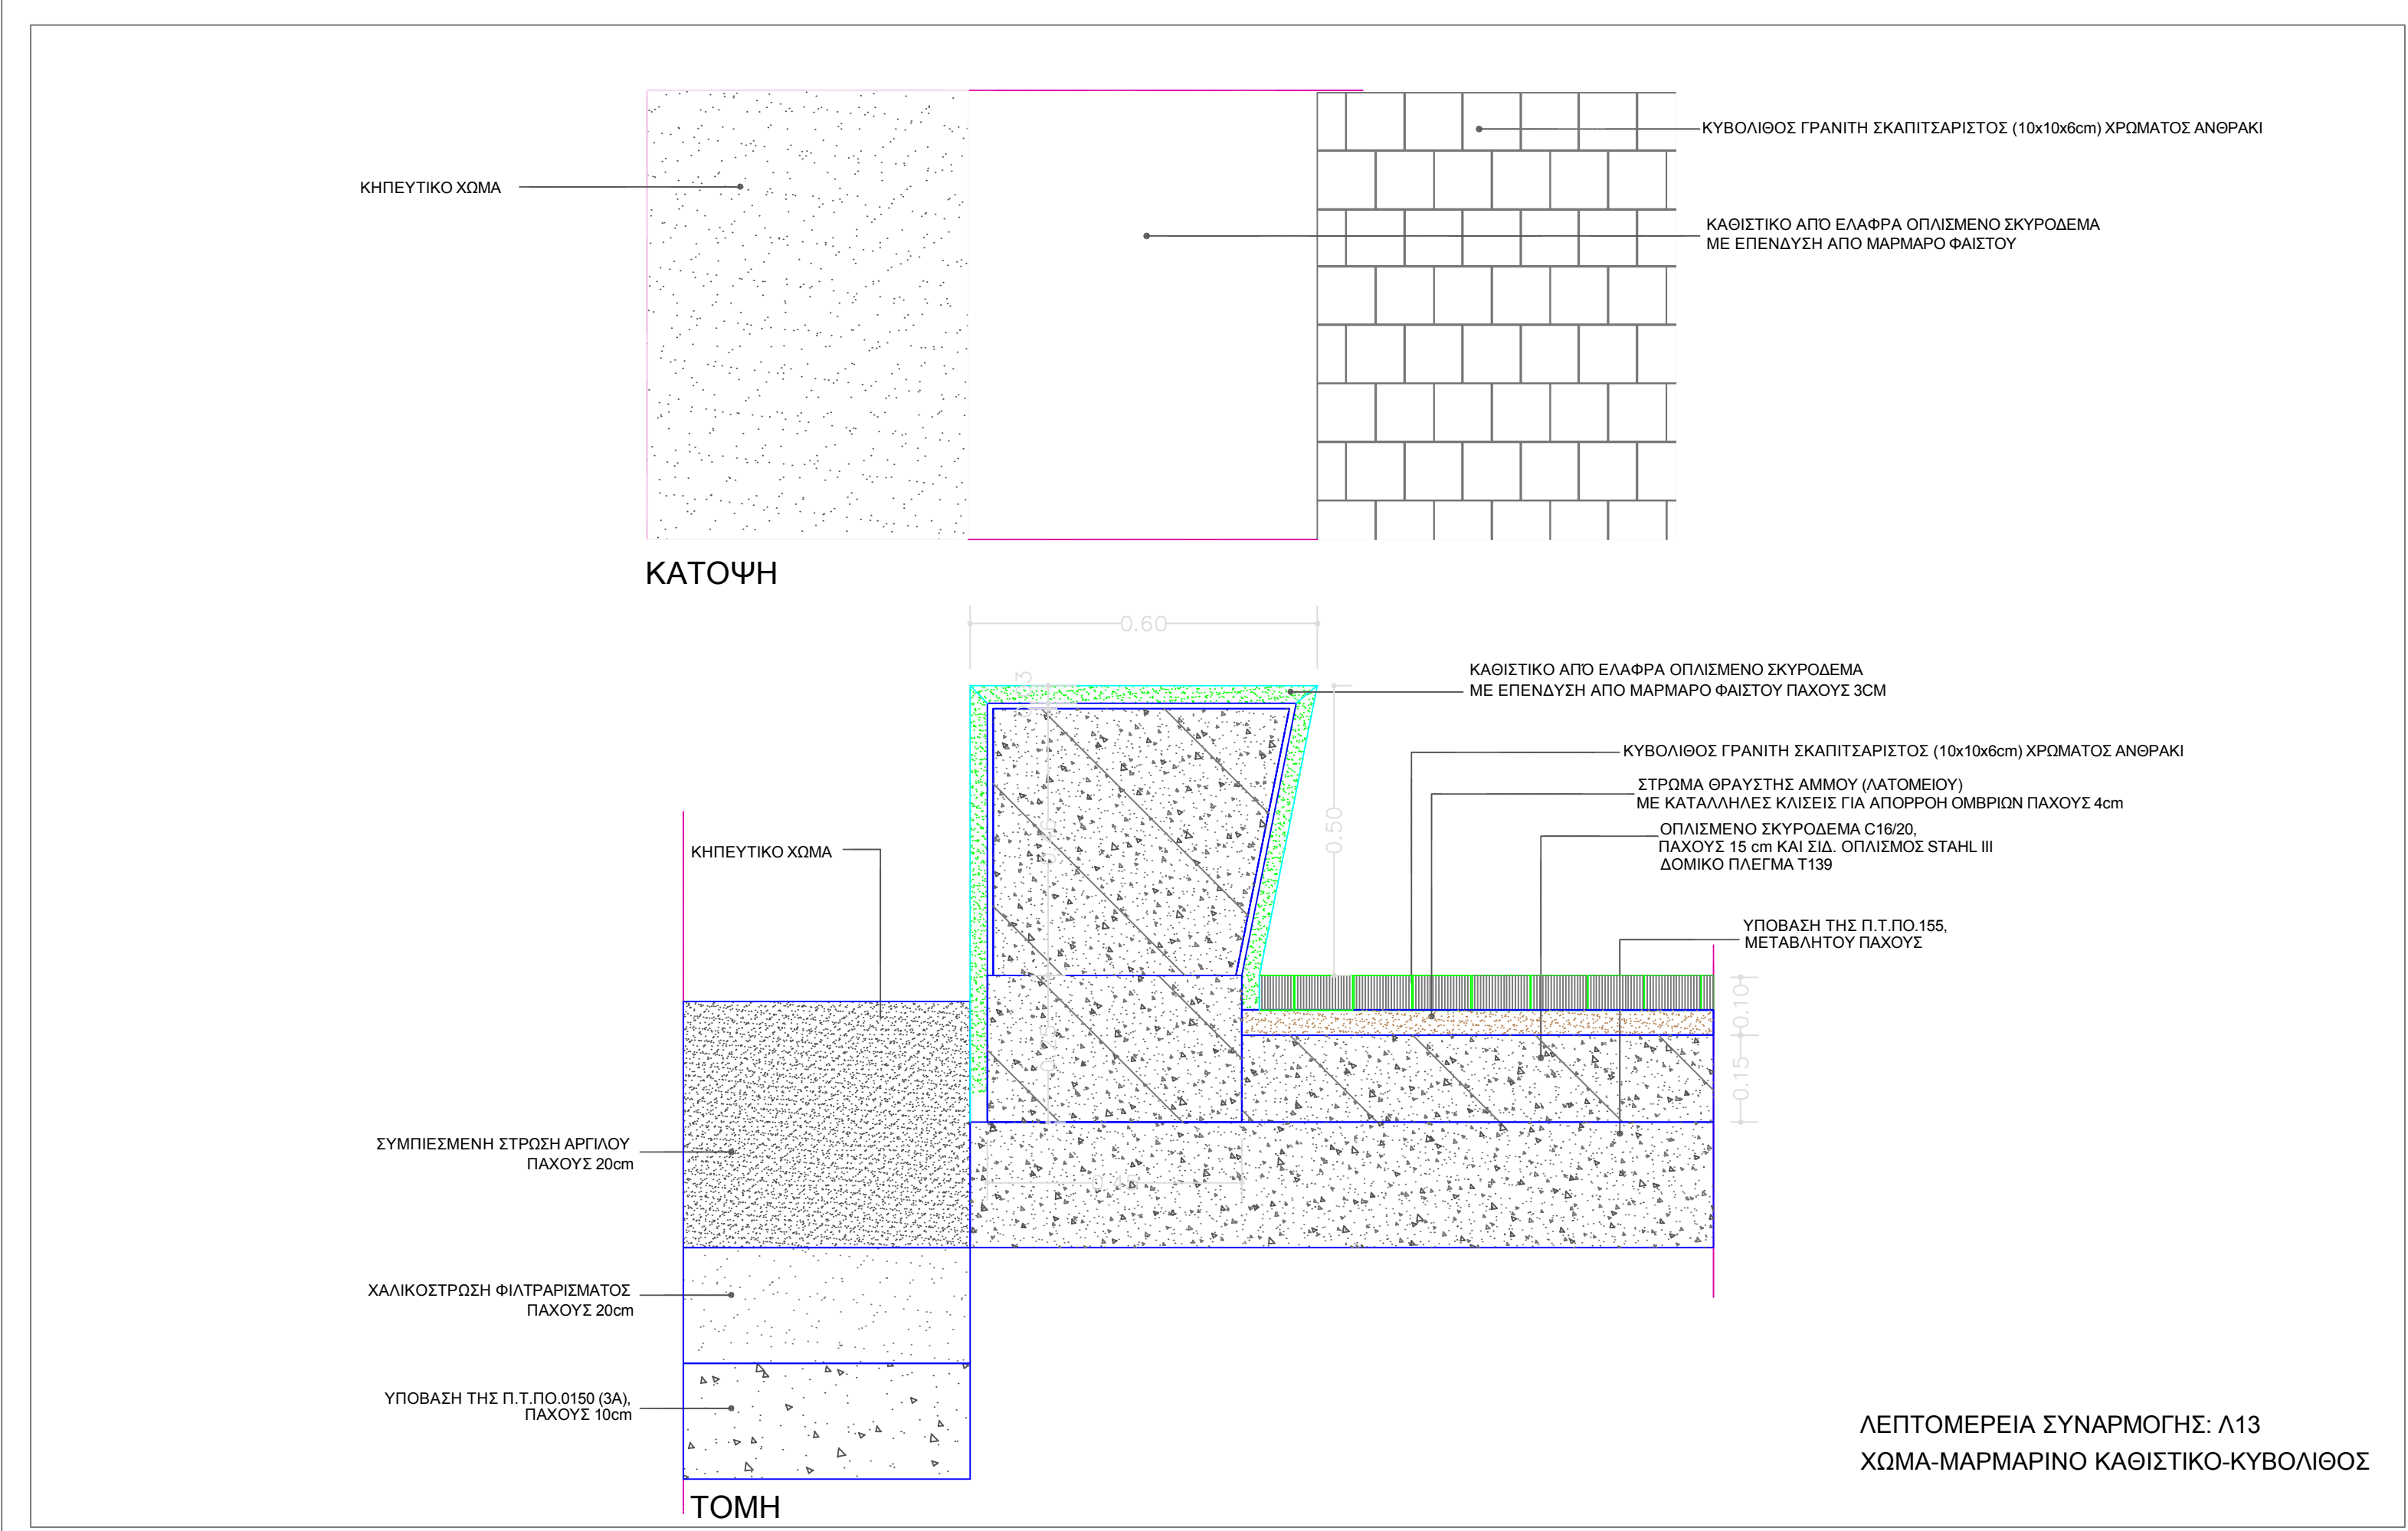 ΚΥΒΟΛΙΘΟΣ ΓΡΑΝΙΤΗ ΣΚΑΠΙΤΣΑΡΙΣΤΟΣ (10x10x6cm) ΧΡΩΜΑΤΟΣ ΑΝΘΡΑΚΙ
ΚΗΠΕΥΤΙΚΟ ΧΩΜΑ
ΚΑΘΙΣΤΙΚΟ ΑΠΌ ΕΛΑΦΡΑ ΟΠΛΙΣΜΕΝΟ ΣΚΥΡΟΔΕΜΑ
ΜΕ ΕΠΕΝΔΥΣΗ ΑΠΟ ΜΑΡΜΑΡΟ ΦΑΙΣΤΟΥ
ΚΑΤΟΨΗ
0.60
ΚΑΘΙΣΤΙΚΟ ΑΠΌ ΕΛΑΦΡΑ ΟΠΛΙΣΜΕΝΟ ΣΚΥΡΟΔΕΜΑ
ΜΕ ΕΠΕΝΔΥΣΗ ΑΠΟ ΜΑΡΜΑΡΟ ΦΑΙΣΤΟΥ ΠΑΧΟΥΣ 3CM
ΚΥΒΟΛΙΘΟΣ ΓΡΑΝΙΤΗ ΣΚΑΠΙΤΣΑΡΙΣΤΟΣ (10x10x6cm) ΧΡΩΜΑΤΟΣ ΑΝΘΡΑΚΙ
ΣΤΡΩΜΑ ΘΡΑΥΣΤΗΣ ΑΜΜΟΥ (ΛΑΤΟΜΕΙΟΥ)
ΜΕ ΚΑΤΑΛΛΗΛΕΣ ΚΛΙΣΕΙΣ ΓΙΑ ΑΠΟΡΡΟΗ ΟΜΒΡΙΩΝ ΠΑΧΟΥΣ 4cm
0.50
ΟΠΛΙΣΜΕΝΟ ΣΚΥΡΟΔΕΜΑ C16/20,
ΠΑΧΟΥΣ 15 cm ΚΑΙ ΣΙΔ. ΟΠΛΙΣΜΟΣ STAHL III
ΔΟΜΙΚΟ ΠΛΕΓΜΑ Τ139
ΚΗΠΕΥΤΙΚΟ ΧΩΜΑ
ΥΠΟΒΑΣΗ ΤΗΣ Π.Τ.ΠΟ.155,
ΜΕΤΑΒΛΗΤΟΥ ΠΑΧΟΥΣ
0.10
0.15
ΣΥΜΠΙΕΣΜΕΝΗ ΣΤΡΩΣΗ ΑΡΓΙΛΟΥ
ΠΑΧΟΥΣ 20cm
ΧΑΛΙΚΟΣΤΡΩΣΗ ΦΙΛΤΡΑΡΙΣΜΑΤΟΣ
ΠΑΧΟΥΣ 20cm
ΥΠΟΒΑΣΗ ΤΗΣ Π.Τ.ΠΟ.0150 (3Α),
ΠΑΧΟΥΣ 10cm
ΤΟΜΗ
ΛΕΠΤΟΜΕΡΕΙΑ ΣΥΝΑΡΜΟΓΗΣ: Λ13
ΧΩΜΑ-ΜΑΡΜΑΡΙΝΟ ΚΑΘΙΣΤΙΚΟ-ΚΥΒΟΛΙΘΟΣ